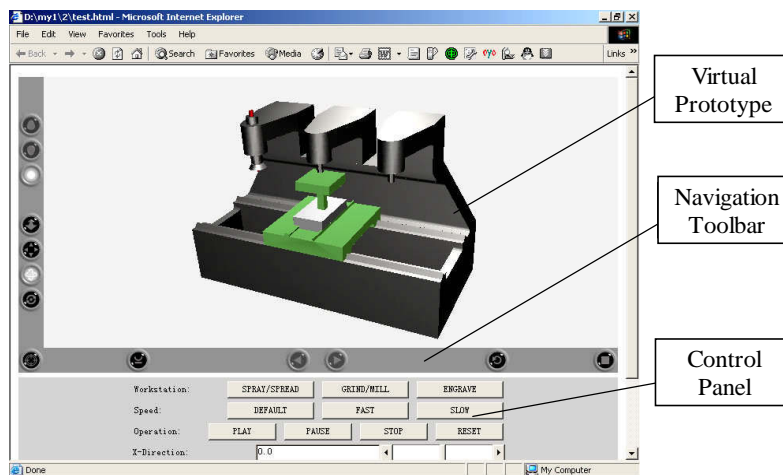 D:\my1\2\test.html - Microsoft Internet Explorer
File Edit View Favorites Tools Help
Back Search Favorites Media Links »
Virtual
Prototype
Navigation
Toolbar
Control
Panel
Workstation: SPRAY/SPREAD GRIND/MILL ENGRAVE
Speed: DEFAULT FAST SLOW
Operation: PLAY PAUSE STOP RESET
X-Direction: 0.0
Done My Computer